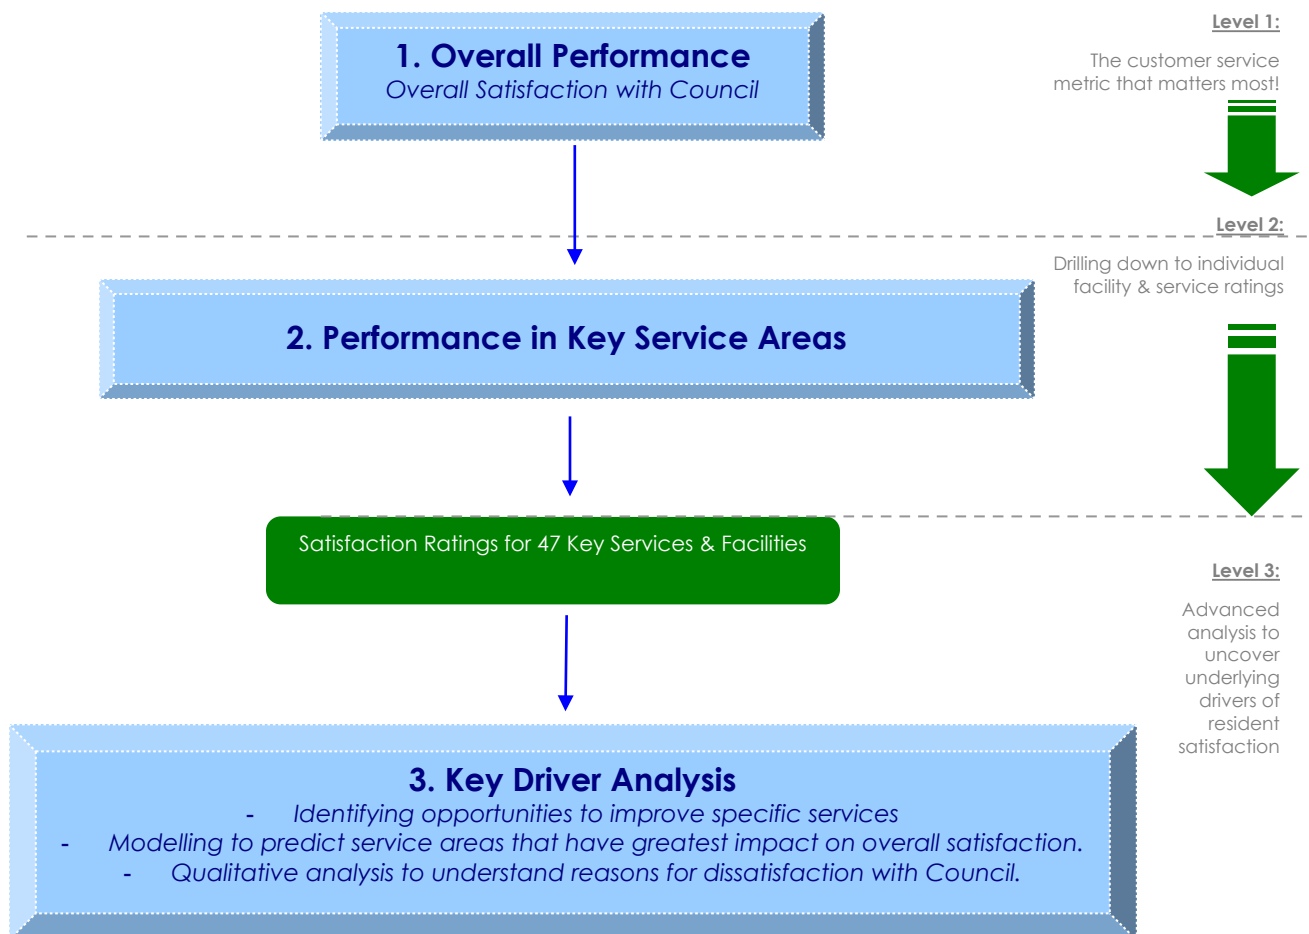 1. Overall Performance
Overall Satisfaction with Council
Level 1:
The customer service
metric that matters most!
Level 2:
Drilling down to individual
facility & service ratings
2. Performance in Key Service Areas
Satisfaction Ratings for 47 Key Services & Facilities
Level 3:
Advanced
analysis to
uncover
underlying
drivers of
resident
satisfaction
3. Key Driver Analysis
- Identifying opportunities to improve specific services
- Modelling to predict service areas that have greatest impact on overall satisfaction.
- Qualitative analysis to understand reasons for dissatisfaction with Council.